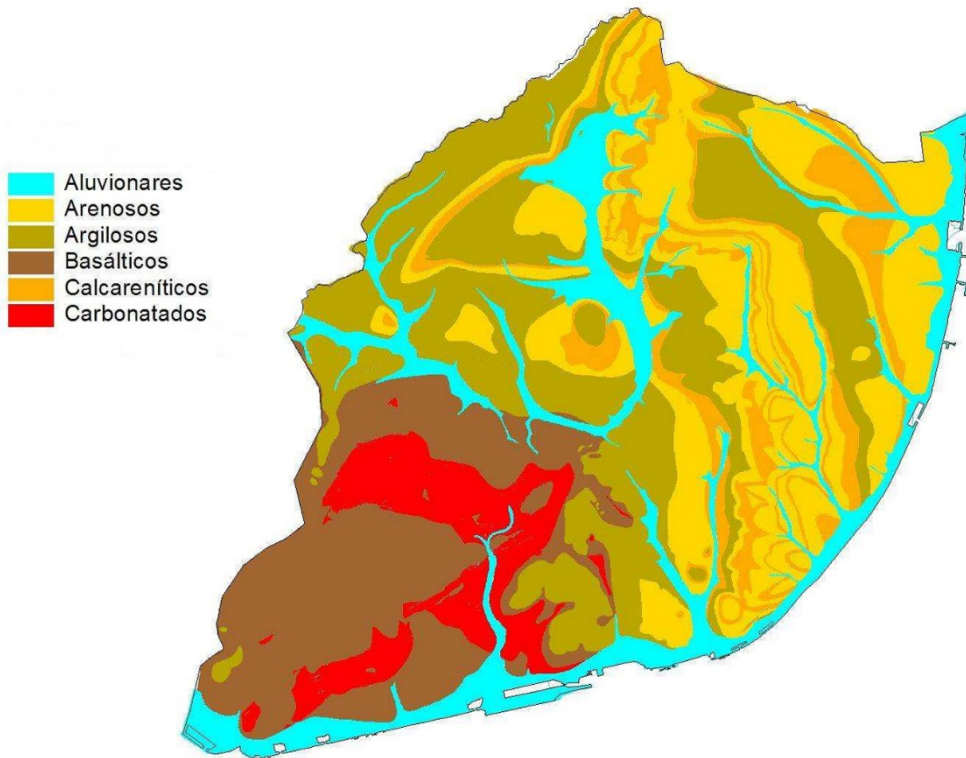 Aluvionares
Arenosos
Argilosos
Basálticos
Calcareníticos
Carbonatados